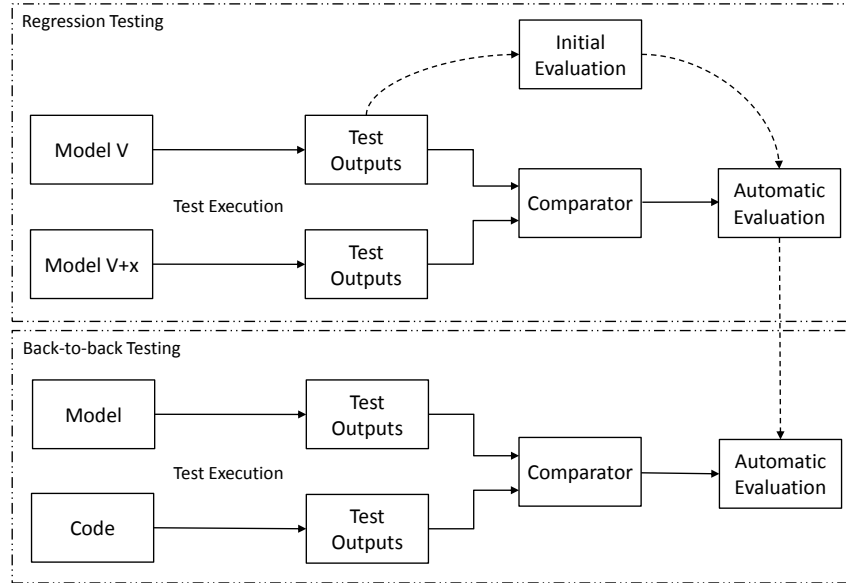 Regression Testing
Initial
Evaluation
Model V
Test
Outputs
Test Execution
Comparator
Automatic
Evaluation
Model V+x
Test
Outputs
Back-to-back Testing
Model
Test
Outputs
Test Execution
Comparator
Automatic
Evaluation
Code
Test
Outputs